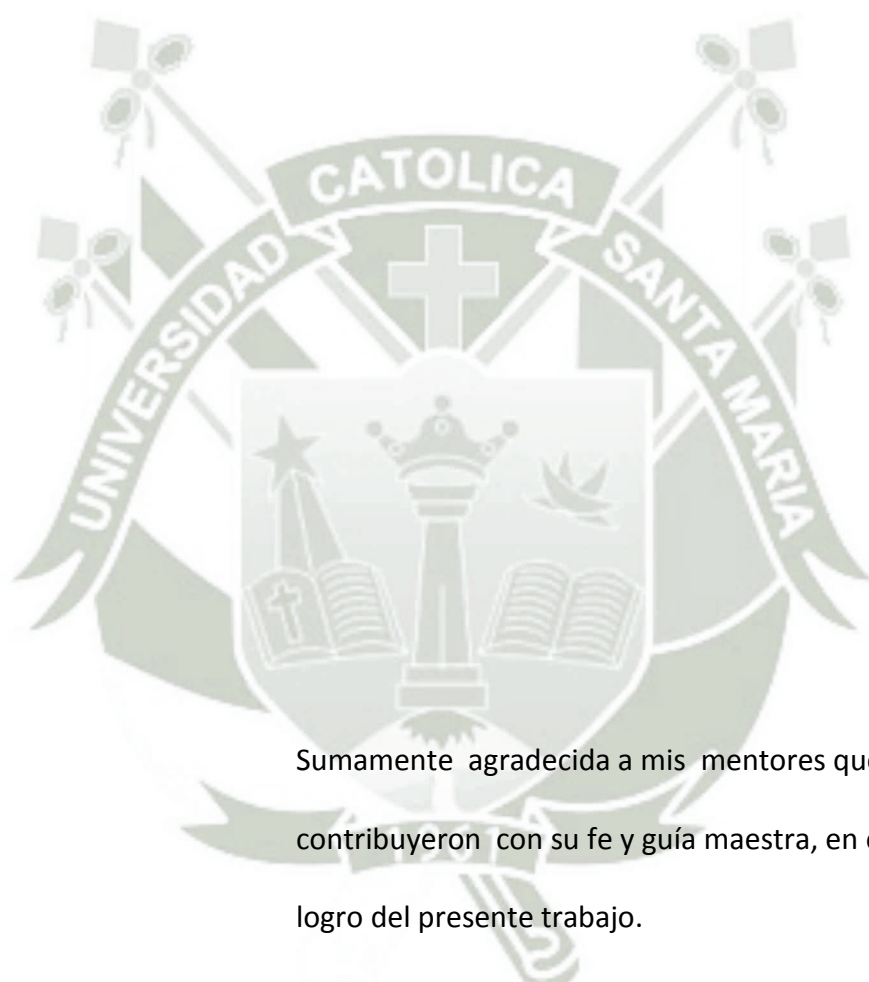 CATOLICA
UNIVERSIDAD
SANTA MARIA
Sumamente agradecida a mis mentores que
contribuyeron con su fe y guía maestra, en
logro del presente trabajo.